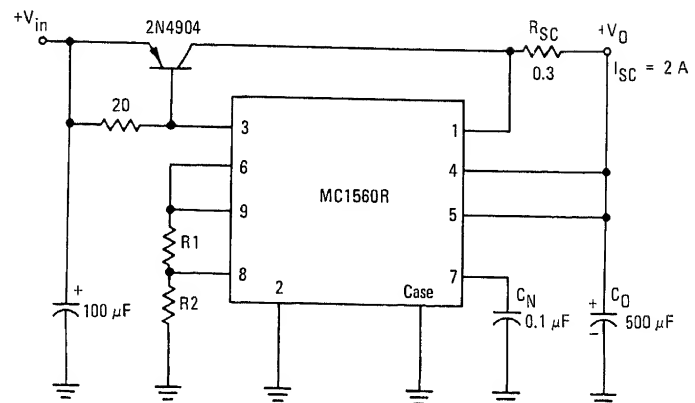 +Vin
2N4904
RSC
0.3
+VO
ISC = 2 A
20
3
6
9
8
2
Case
1
4
5
7
MC1560R
R1
R2
+
100 μF
CN
0.1 μF
+
CO
500 μF
−